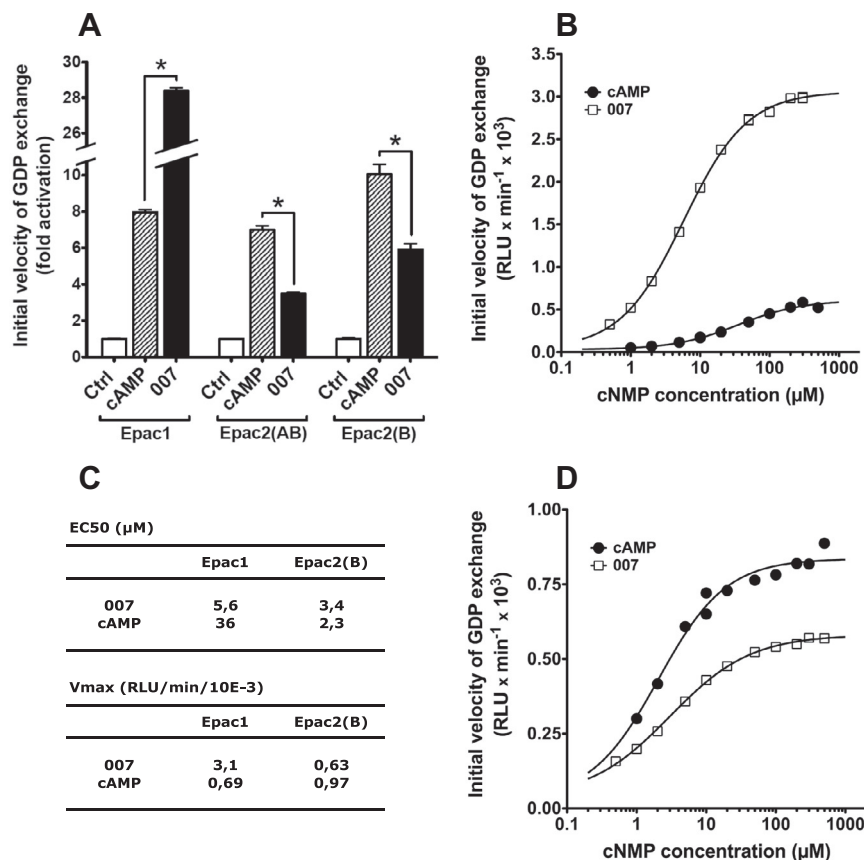 A
Initial velocity of GDP exchange
(fold activation)
30
28
26
10
8
6
4
2
0
*
*
*
Ctrl
cAMP
007
Ctrl
cAMP
007
Ctrl
cAMP
007
Epac1
Epac2(AB)
Epac2(B)
B
Initial velocity of GDP exchange
(RLU x min⁻¹ x 10³)
3.5
3.0
2.5
2.0
1.5
1.0
0.5
0.0
cAMP
007
0.1
1
10
100
1000
cNMP concentration (µM)
C
EC50 (µM)
Epac1 Epac2(B)
007 5,6 3,4
cAMP 36 2,3
Vmax (RLU/min/10E-3)
Epac1 Epac2(B)
007 3,1 0,63
cAMP 0,69 0,97
D
Initial velocity of GDP exchange
(RLU x min⁻¹ x 10³)
1.00
0.75
0.50
0.25
0.00
cAMP
007
0.1
1
10
100
1000
cNMP concentration (µM)